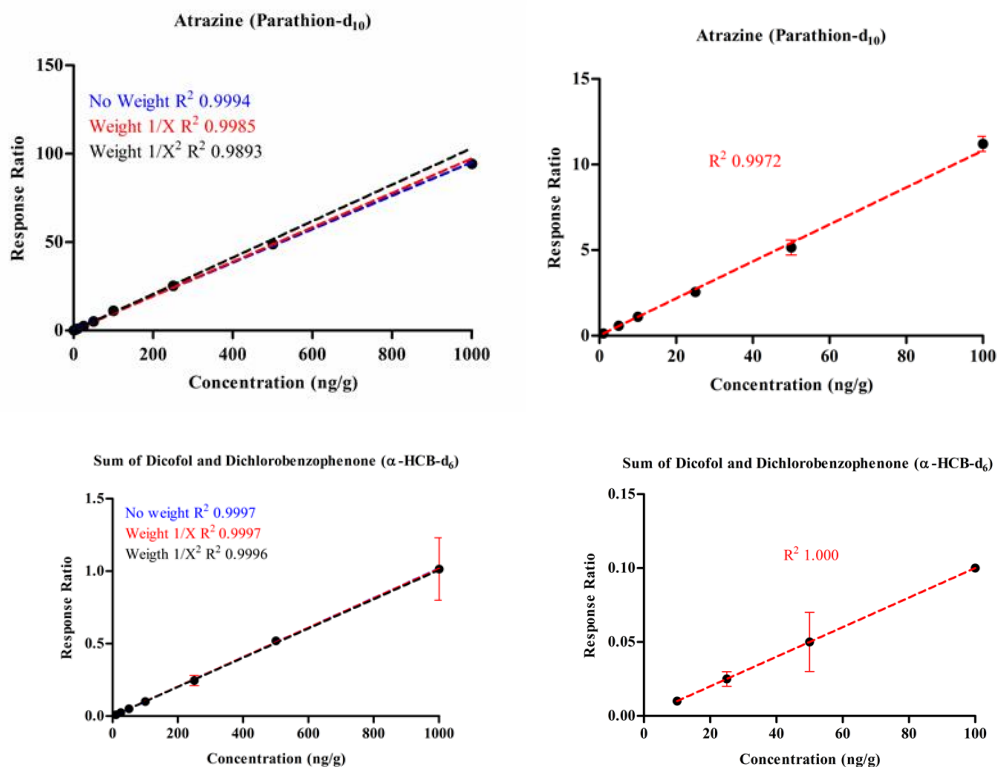 Atrazine (Parathion-d₁₀)
150
100
50
0
Response Ratio
No Weight R² 0.9994
Weight 1/X R² 0.9985
Weight 1/X² R² 0.9893
0 200 400 600 800 1000
Concentration (ng/g)
Atrazine (Parathion-d₁₀)
15
10
5
0
Response Ratio
R² 0.9972
0 20 40 60 80 100
Concentration (ng/g)
Sum of Dicofol and Dichlorobenzophenone (α-HCB-d₆)
1.5
1.0
0.5
0.0
Response Ratio
No weight R² 0.9997
Weight 1/X R² 0.9997
Weigth 1/X² R² 0.9996
0 200 400 600 800 1000
Concentration (ng/g)
Sum of Dicofol and Dichlorobenzophenone (α-HCB-d₆)
0.15
0.10
0.05
0.00
Response Ratio
R² 1.000
0 20 40 60 80 100
Concentration (ng/g)